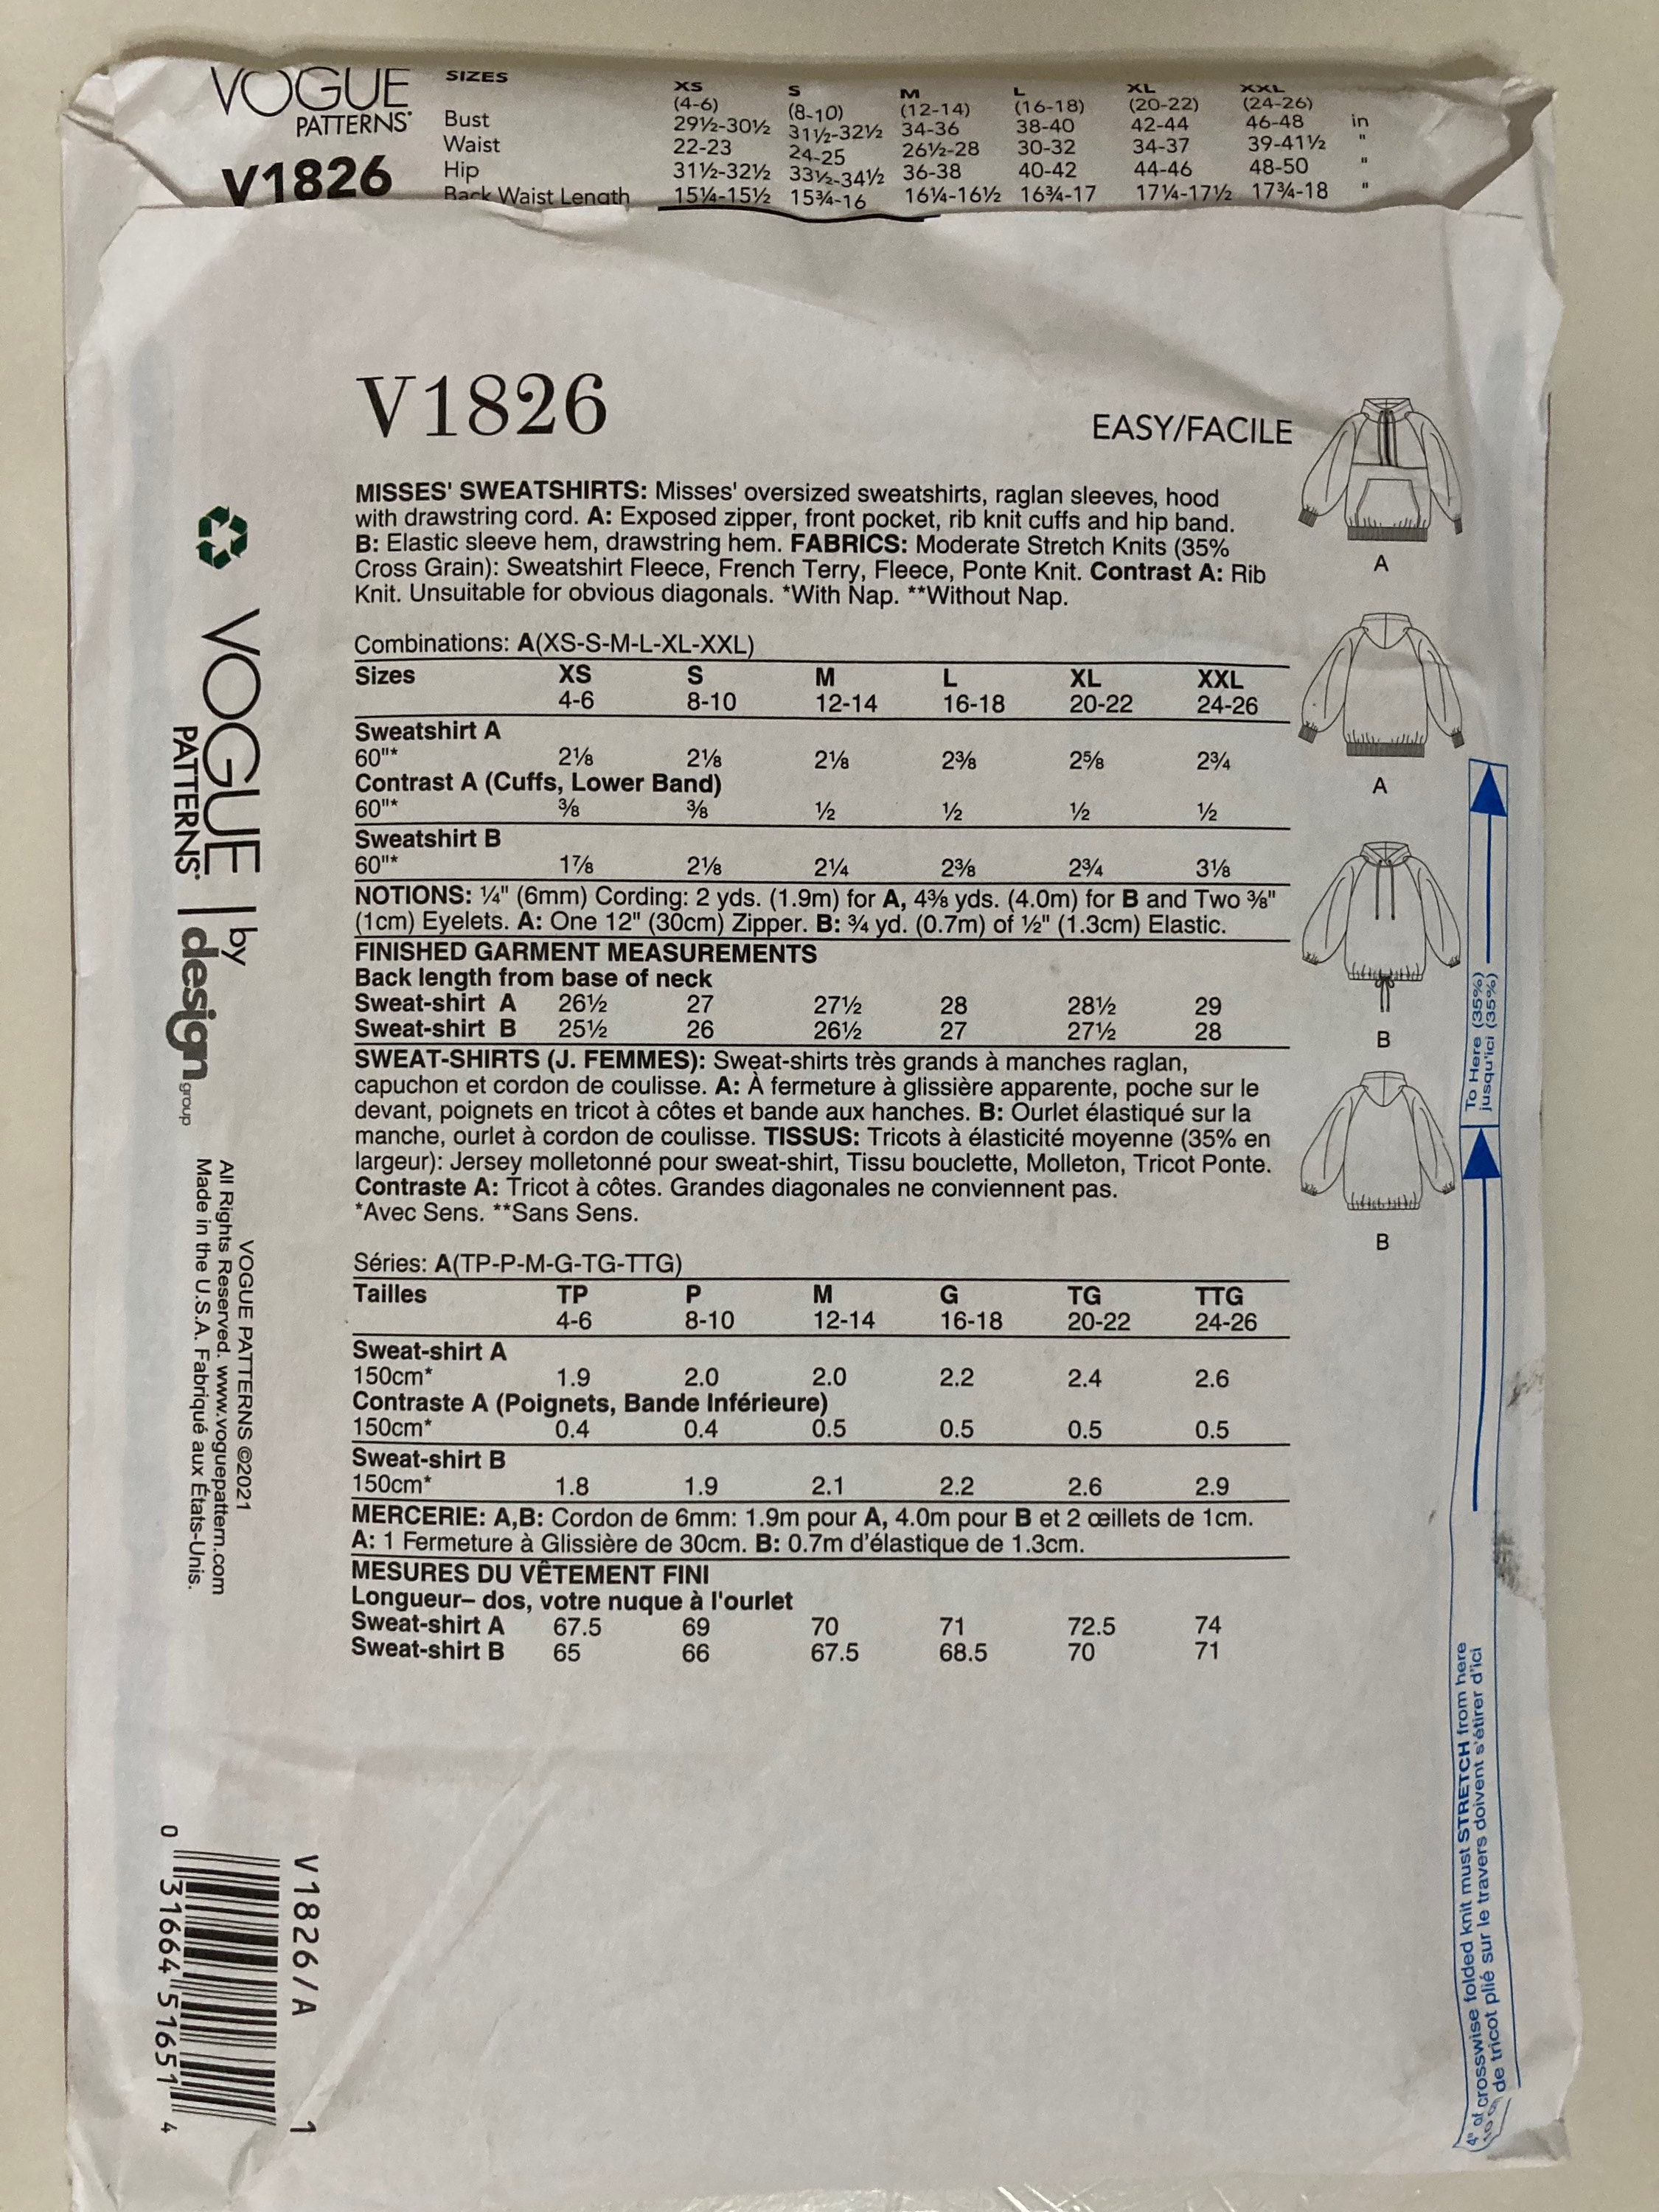 VOGUE
PATTERNS
V1826
SIZES XS S M L XL XXL
(4-6) (8-10) (12-14) (16-18) (20-22) (24-26)
Bust 29½-30½ 31½-32½ 34-36 38-40 42-44 46-48 in
Waist 22-23 24-25 26½-28 30-32 34-37 39-41½ "
Hip 31½-32½ 33½-34½ 36-38 40-42 44-46 48-50 "
Back Waist Length 15¼-15½ 15¾-16 16¼-16½ 16¾-17 17¼-17½ 17¾-18 "
V1826
EASY/FACILE
MISSES' SWEATSHIRTS: Misses' oversized sweatshirts, raglan sleeves, hood
with drawstring cord. A: Exposed zipper, front pocket, rib knit cuffs and hip band.
B: Elastic sleeve hem, drawstring hem. FABRICS: Moderate Stretch Knits (35%
Cross Grain): Sweatshirt Fleece, French Terry, Fleece, Ponte Knit. Contrast A: Rib
Knit. Unsuitable for obvious diagonals. *With Nap. **Without Nap.
Combinations: A(XS-S-M-L-XL-XXL)
Sizes XS S M L XL XXL
4-6 8-10 12-14 16-18 20-22 24-26
Sweatshirt A
60"* 2⅛ 2⅛ 2⅛ 2⅜ 2⅝ 2¾
Contrast A (Cuffs, Lower Band)
60"* ⅜ ⅜ ½ ½ ½ ½
Sweatshirt B
60"* 1⅞ 2⅛ 2¼ 2⅜ 2¾ 3⅛
NOTIONS: ¼" (6mm) Cording: 2 yds. (1.9m) for A, 4⅜ yds. (4.0m) for B and Two ⅜"
(1cm) Eyelets. A: One 12" (30cm) Zipper. B: ¾ yd. (0.7m) of ½" (1.3cm) Elastic.
FINISHED GARMENT MEASUREMENTS
Back length from base of neck
Sweat-shirt A 26½ 27 27½ 28 28½ 29
Sweat-shirt B 25½ 26 26½ 27 27½ 28
SWEAT-SHIRTS (J. FEMMES): Sweat-shirts très grands à manches raglan,
capuchon et cordon de coulisse. A: À fermeture à glissière apparente, poche sur le
devant, poignets en tricot à côtes et bande aux hanches. B: Ourlet élastiqué sur la
manche, ourlet à cordon de coulisse. TISSUS: Tricots à élasticité moyenne (35% en
largeur): Jersey molletonné pour sweat-shirt, Tissu bouclette, Molleton, Tricot Ponte.
Contraste A: Tricot à côtes. Grandes diagonales ne conviennent pas.
*Avec Sens. **Sans Sens.
Séries: A(TP-P-M-G-TG-TTG)
Tailles TP P M G TG TTG
4-6 8-10 12-14 16-18 20-22 24-26
Sweat-shirt A
150cm* 1.9 2.0 2.0 2.2 2.4 2.6
Contraste A (Poignets, Bande Inférieure)
150cm* 0.4 0.4 0.5 0.5 0.5 0.5
Sweat-shirt B
150cm* 1.8 1.9 2.1 2.2 2.6 2.9
MERCERIE: A,B: Cordon de 6mm: 1.9m pour A, 4.0m pour B et 2 œillets de 1cm.
A: 1 Fermeture à Glissière de 30cm. B: 0.7m d'élastique de 1.3cm.
MESURES DU VÊTEMENT FINI
Longueur– dos, votre nuque à l'ourlet
Sweat-shirt A 67.5 69 70 71 72.5 74
Sweat-shirt B 65 66 67.5 68.5 70 71
A
A
B
B
To Here (35%)
jusqu'ici (35%)
4" of crosswise folded knit must STRETCH from here
de tricot plié sur le travers doivent s'étirer d'ici
VOGUE
PATTERNS
by
design
group
VOGUE PATTERNS ©2021
All Rights Reserved. www.voguepattern.com
Made in the U.S.A. Fabriqué aux États-Unis.
V1826/A 1
0 31664 51651 4